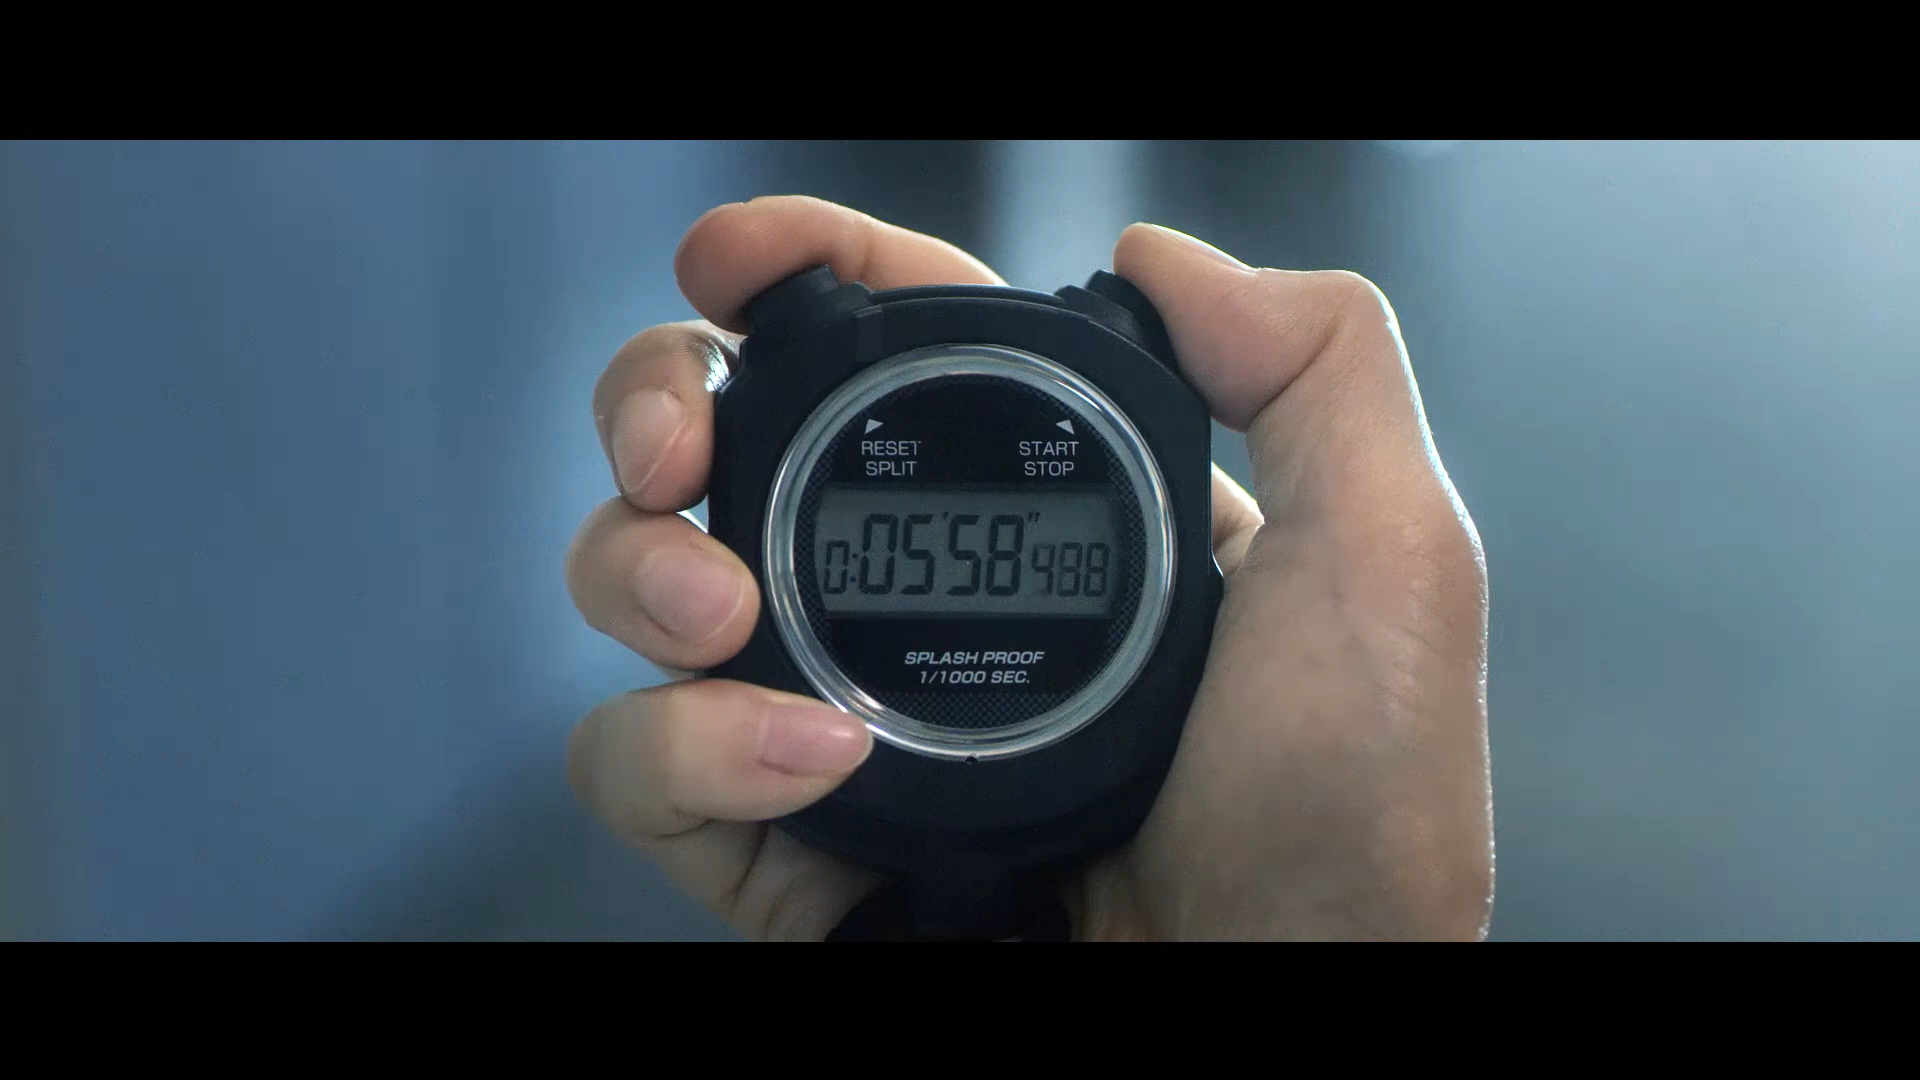 RESET START
SPLIT STOP
0:05'58"488
SPLASH PROOF
1/1000 SEC.